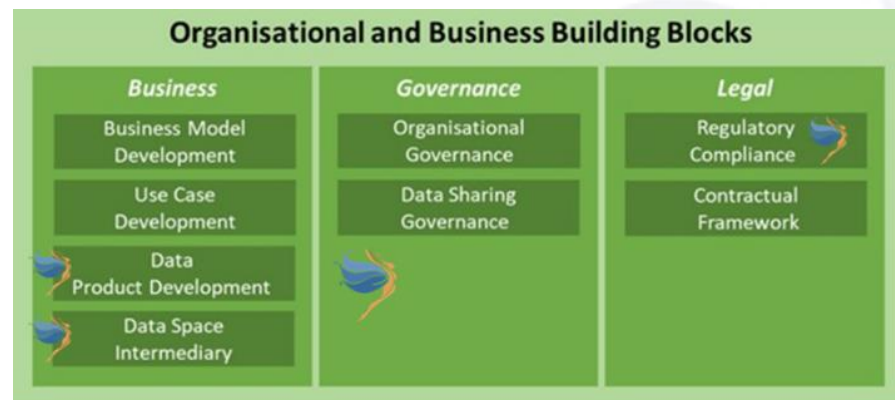 Organisational and Business Building Blocks
Business
Business Model
Development
Use Case
Development
Data
Product Development
Data Space
Intermediary
Governance
Organisational
Governance
Data Sharing
Governance
Legal
Regulatory
Compliance
Contractual
Framework